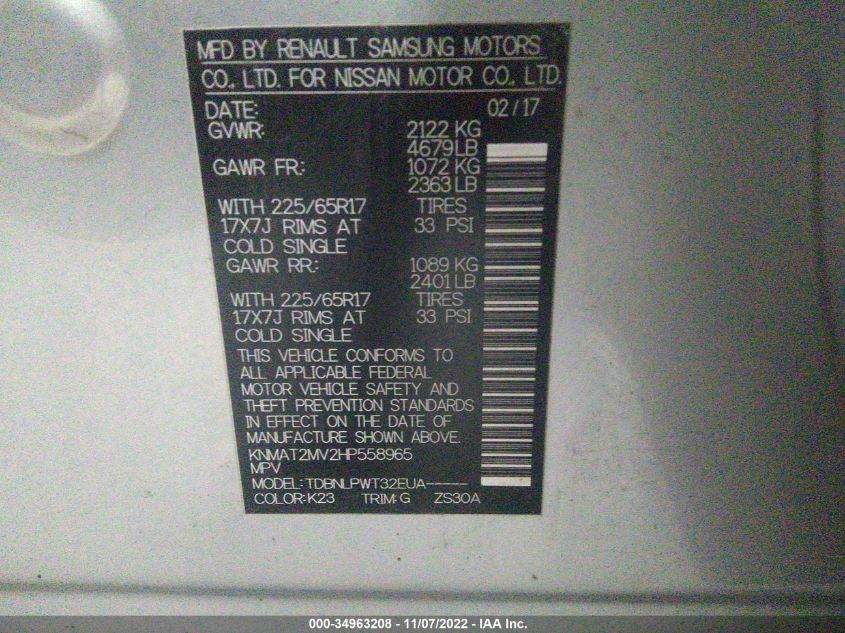 MFD BY RENAULT SAMSUNG MOTORS
CO., LTD. FOR NISSAN MOTOR CO., LTD.
DATE: 02/17
GVWR: 2122 KG
4679LB
GAWR FR: 1072 KG
2363LB
WITH 225/65R17 TIRES
17X7J RIMS AT 33 PSI
COLD SINGLE
GAWR RR: 1089 KG
2401LB
WITH 225/65R17 TIRES
17X7J RIMS AT 33 PSI
COLD SINGLE
THIS VEHICLE CONFORMS TO
ALL APPLICABLE FEDERAL
MOTOR VEHICLE SAFETY AND
THEFT PREVENTION STANDARDS
IN EFFECT ON THE DATE OF
MANUFACTURE SHOWN ABOVE.
KNMAT2MV2HP558965
MPV
MODEL: TDBNLPWT32EUA-----
COLOR:K23 TRIM:G ZS30A
000-34963208 - 11/07/2022 - IAA Inc.